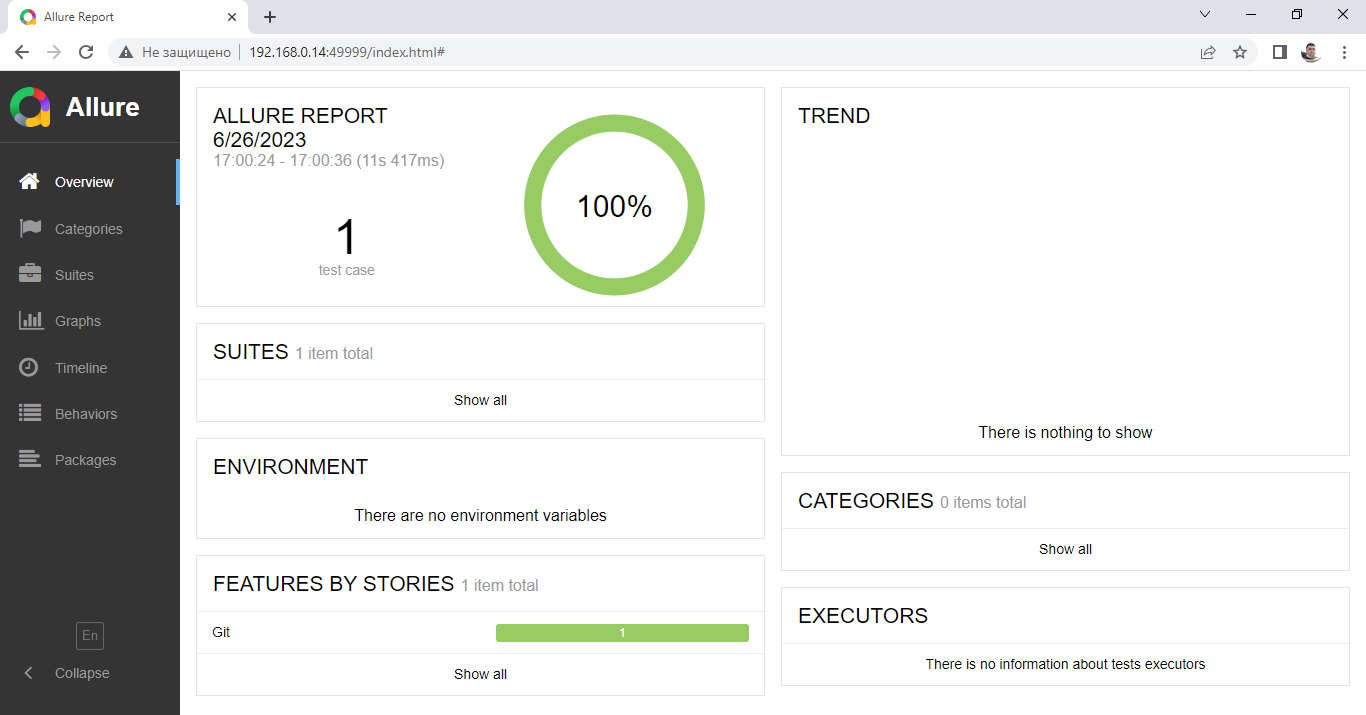 Allure Report
Не защищено
192.168.0.14:49999/index.html#
Allure
Overview
Categories
Suites
Graphs
Timeline
Behaviors
Packages
En
Collapse
ALLURE REPORT
6/26/2023
17:00:24 - 17:00:36 (11s 417ms)
1
test case
100%
SUITES 1 item total
Show all
ENVIRONMENT
There are no environment variables
FEATURES BY STORIES 1 item total
Git 1
Show all
TREND
There is nothing to show
CATEGORIES 0 items total
Show all
EXECUTORS
There is no information about tests executors